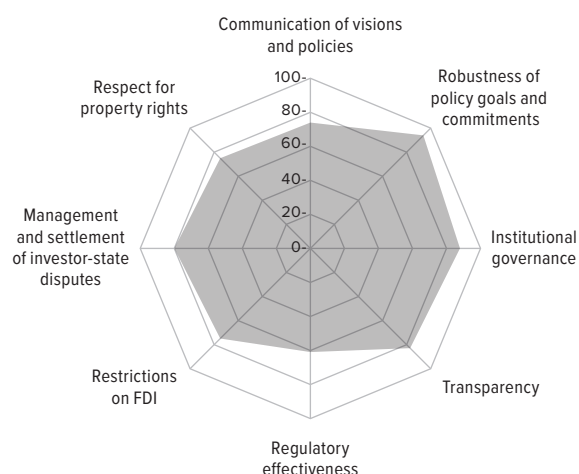 Communication of visions
and policies
Robustness of
policy goals and
commitments
Institutional
governance
Transparency
Regulatory
effectiveness
Restrictions
on FDI
Management
and settlement
of investor-state
disputes
Respect for
property rights
100-
80-
60-
40-
20-
0-